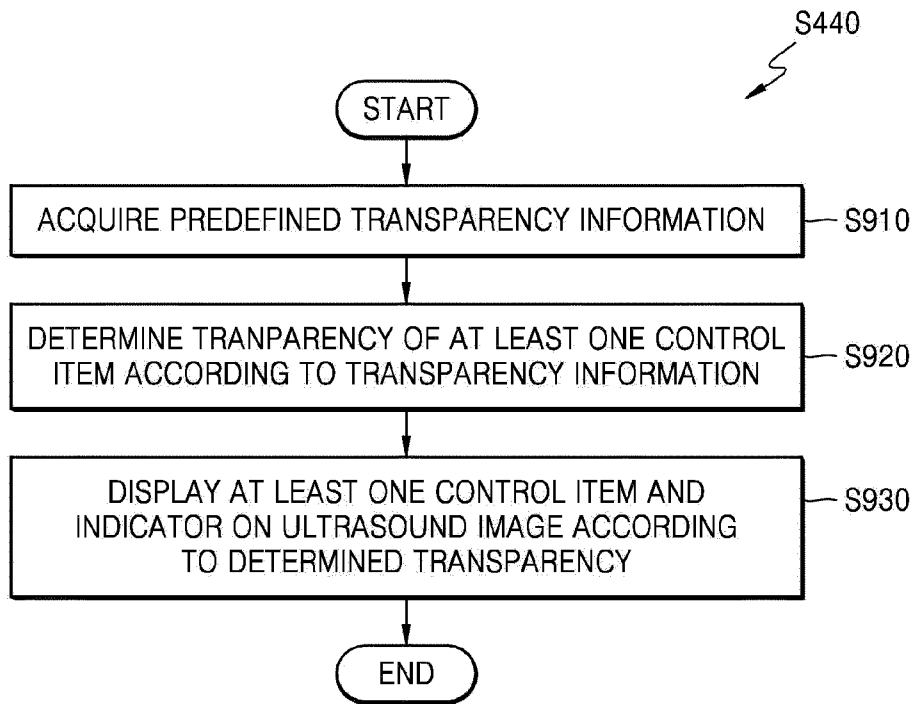 S440
START
ACQUIRE PREDEFINED TRANSPARENCY INFORMATION
S910
DETERMINE TRANPARENCY OF AT LEAST ONE CONTROL
ITEM ACCORDING TO TRANSPARENCY INFORMATION
S920
DISPLAY AT LEAST ONE CONTROL ITEM AND
INDICATOR ON ULTRASOUND IMAGE ACCORDING
TO DETERMINED TRANSPARENCY
S930
END